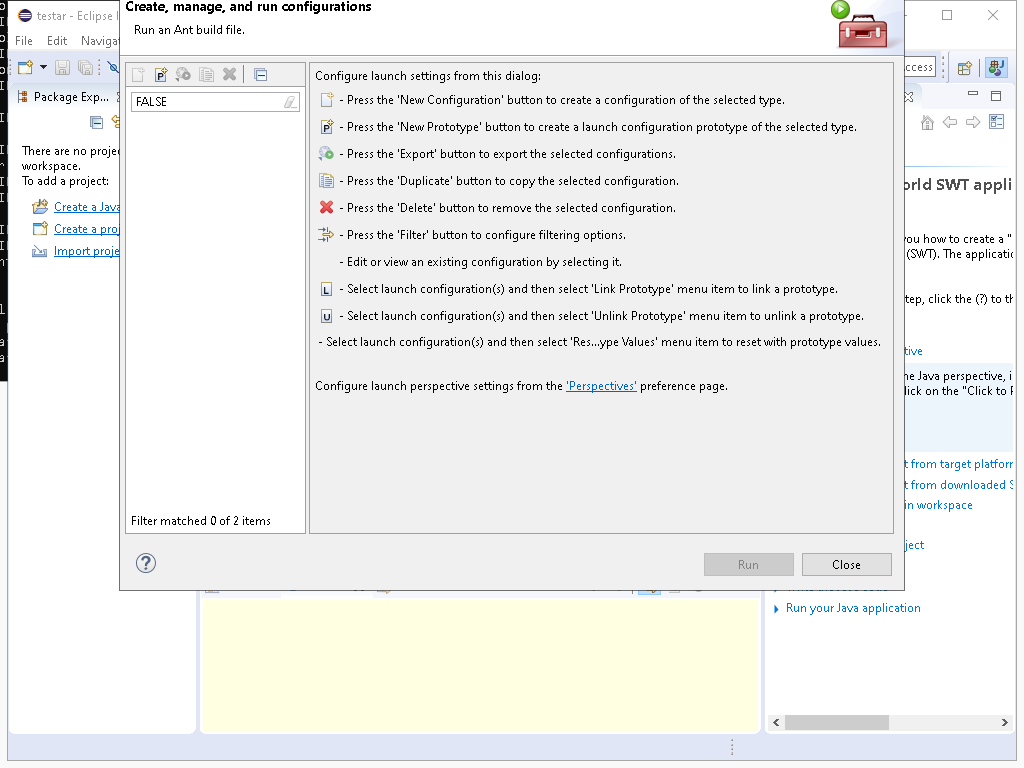 Create, manage, and run configurations
Run an Ant build file.
testar - Eclipse I
File Edit Navigat
Package Exp...
There are no proje
workspace.
To add a project:
Create a Java
Create a proj
Import proje
FALSE
Filter matched 0 of 2 items
Configure launch settings from this dialog:
- Press the 'New Configuration' button to create a configuration of the selected type.
- Press the 'New Prototype' button to create a launch configuration prototype of the selected type.
- Press the 'Export' button to export the selected configurations.
- Press the 'Duplicate' button to copy the selected configuration.
- Press the 'Delete' button to remove the selected configuration.
- Press the 'Filter' button to configure filtering options.
- Edit or view an existing configuration by selecting it.
L - Select launch configuration(s) and then select 'Link Prototype' menu item to link a prototype.
U - Select launch configuration(s) and then select 'Unlink Prototype' menu item to unlink a prototype.
- Select launch configuration(s) and then select 'Res...ype Values' menu item to reset with prototype values.
Configure launch perspective settings from the 'Perspectives' preference page.
Run
Close
ccess
orld SWT appli
you how to create a "
(SWT). The applicatio
tep, click the (?) to th
tive
he Java perspective, i
lick on the "Click to P
t from target platform
t from downloaded S
in workspace
ject
Run your Java application